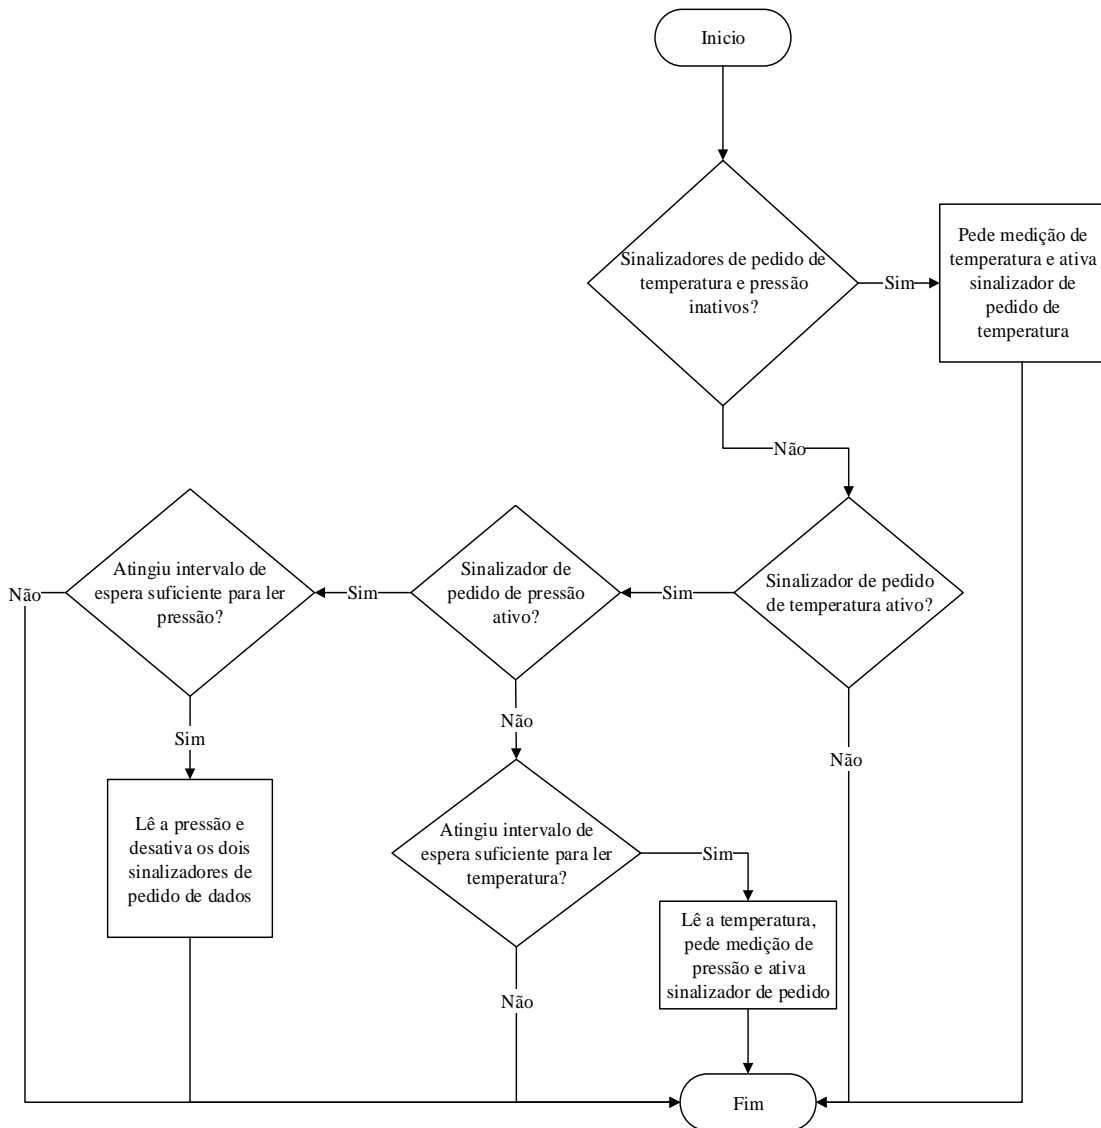 Inicio
Sinalizadores de pedido de
temperatura e pressão
inativos?
Sim
Pede medição de
temperatura e ativa
sinalizador de
pedido de
temperatura
Não
Sinalizador de pedido
de temperatura ativo?
Sim
Sinalizador de
pedido de pressão
ativo?
Sim
Atingiu intervalo de
espera suficiente para ler
pressão?
Não
Sim
Não
Não
Lê a pressão e
desativa os dois
sinalizadores de
pedido de dados
Atingiu intervalo de
espera suficiente para ler
temperatura?
Sim
Lê a temperatura,
pede medição de
pressão e ativa
sinalizador de pedido
Não
Fim